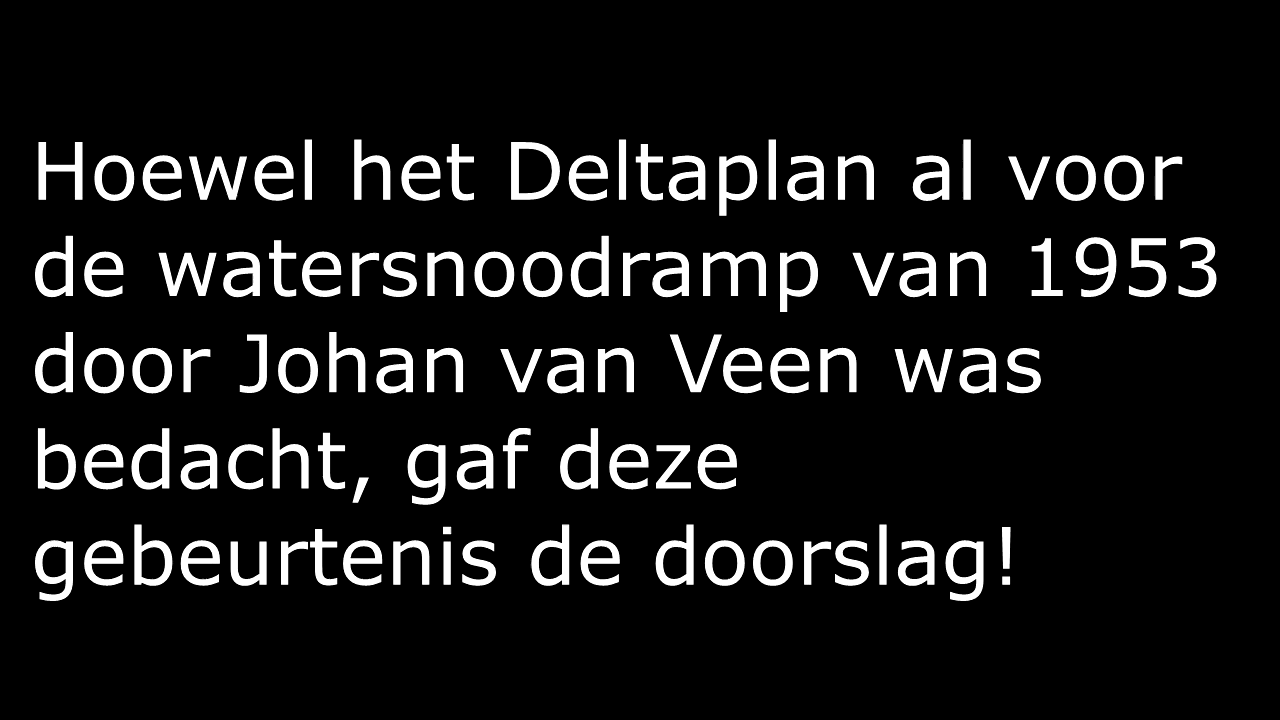 Hoewel het Deltaplan al voor
de watersnoodramp van 1953
door Johan van Veen was
bedacht, gaf deze
gebeurtenis de doorslag!